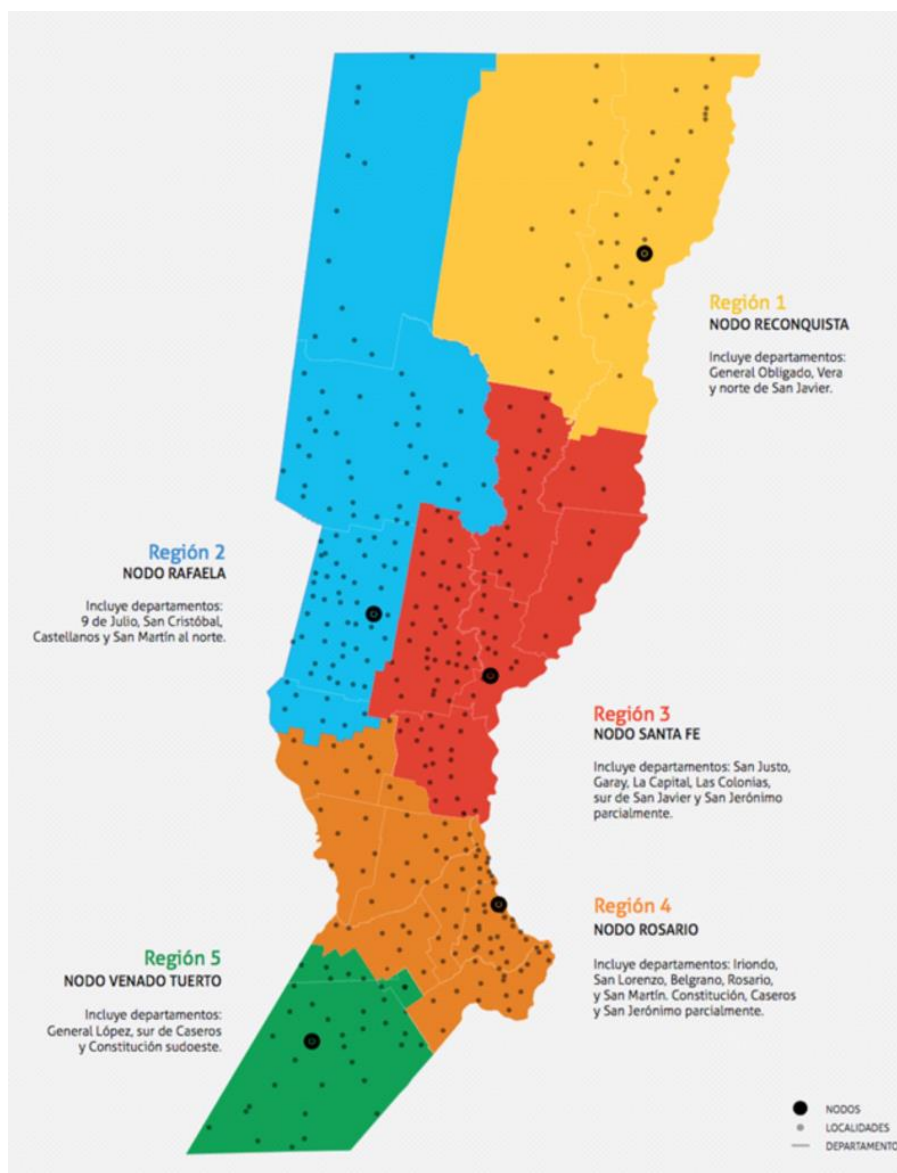 Región 1
NODO RECONQUISTA
Incluye departamentos:
General Obligado, Vera
y norte de San Javier.
Región 2
NODO RAFAELA
Incluye departamentos:
9 de Julio, San Cristóbal,
Castellanos y San Martín al norte.
Región 3
NODO SANTA FE
Incluye departamentos: San Justo,
Garay, La Capital, Las Colonias,
sur de San Javier y San Jerónimo
parcialmente.
Región 4
NODO ROSARIO
Incluye departamentos: Iriondo,
San Lorenzo, Belgrano, Rosario,
y San Martín. Constitución, Caseros
y San Jerónimo parcialmente.
Región 5
NODO VENADO TUERTO
Incluye departamentos:
General López, sur de Caseros
y Constitución sudoeste.
NODOS
LOCALIDADES
DEPARTAMENTO